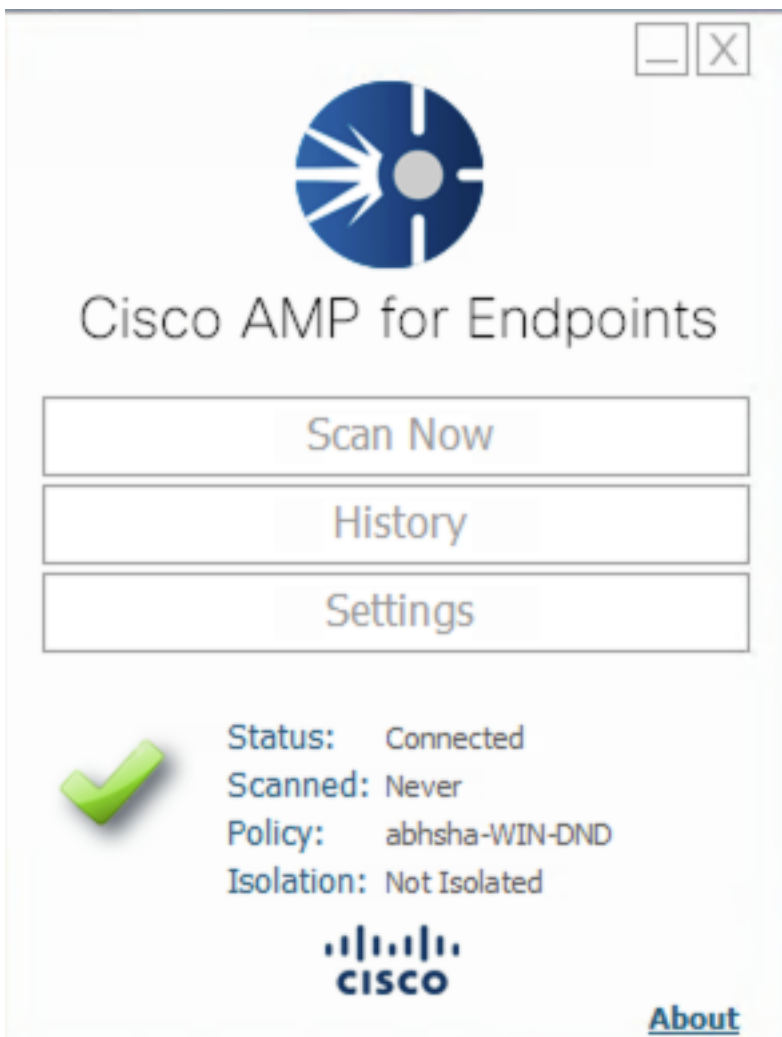 X
Cisco AMP for Endpoints
Scan Now
History
Settings
Status: Connected
Scanned: Never
Policy: abhsha-WIN-DND
Isolation: Not Isolated
CISCO
About